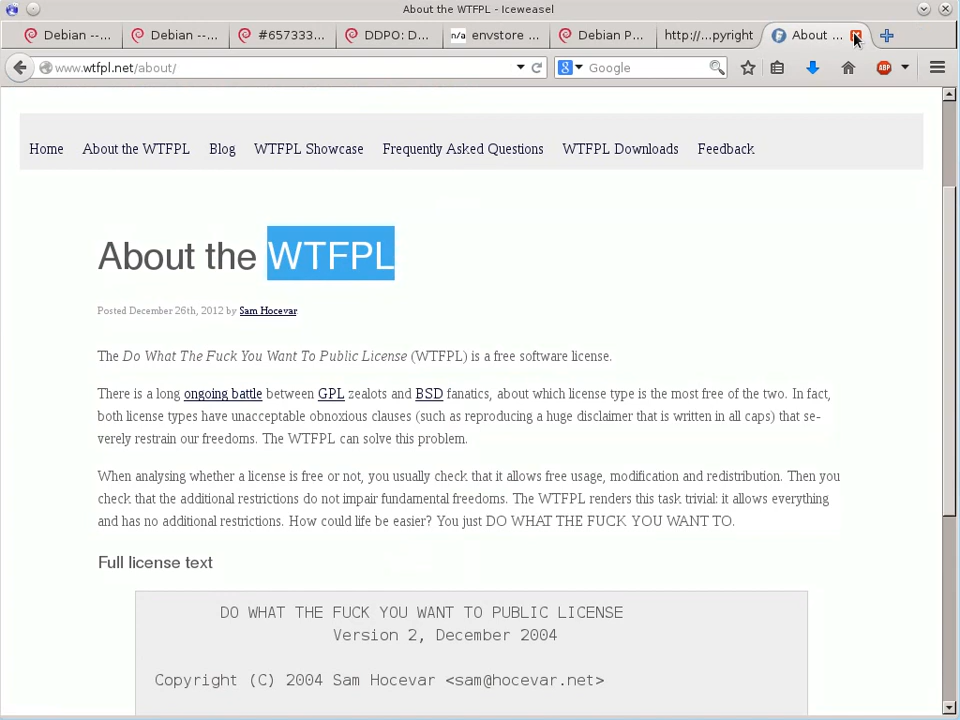 About the WTFPL - Iceweasel
Debian --... Debian --... #657333... DDPO: D... n/a envstore ... Debian P... http://...pyright About ...
www.wtfpl.net/about/ 8 Google ABP
Home About the WTFPL Blog WTFPL Showcase Frequently Asked Questions WTFPL Downloads Feedback
About the WTFPL
Posted December 26th, 2012 by Sam Hocevar
The Do What The Fuck You Want To Public License (WTFPL) is a free software license.
There is a long ongoing battle between GPL zealots and BSD fanatics, about which license type is the most free of the two. In fact,
both license types have unacceptable obnoxious clauses (such as reproducing a huge disclaimer that is written in all caps) that se-
verely restrain our freedoms. The WTFPL can solve this problem.
When analysing whether a license is free or not, you usually check that it allows free usage, modification and redistribution. Then you
check that the additional restrictions do not impair fundamental freedoms. The WTFPL renders this task trivial: it allows everything
and has no additional restrictions. How could life be easier? You just DO WHAT THE FUCK YOU WANT TO.
Full license text
DO WHAT THE FUCK YOU WANT TO PUBLIC LICENSE
Version 2, December 2004
Copyright (C) 2004 Sam Hocevar <sam@hocevar.net>